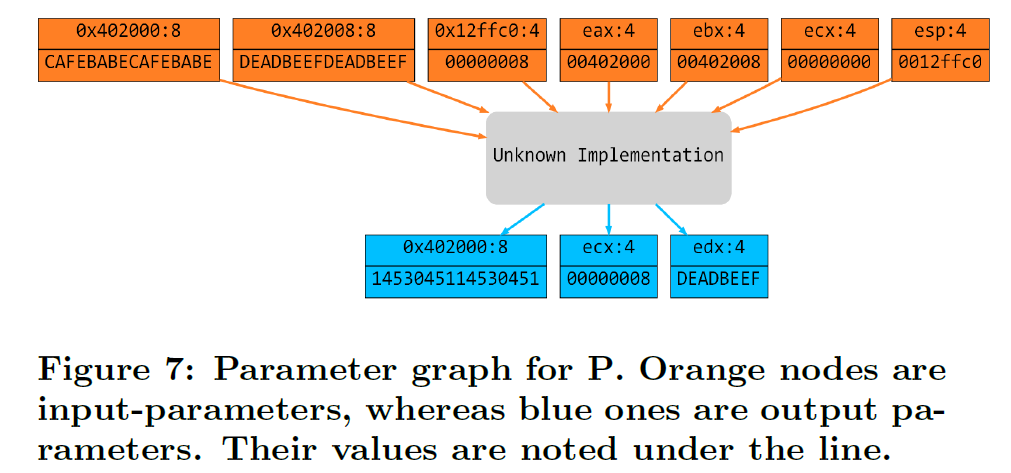 0x402000:8 0x402008:8 0x12ffc0:4 eax:4 ebx:4 ecx:4 esp:4
CAFEBABECAFEBABE DEADBEEFDEADBEEF 00000008 00402000 00402008 00000000 0012ffc0
Unknown Implementation
0x402000:8 ecx:4 edx:4
1453045114530451 00000008 DEADBEEF
Figure 7: Parameter graph for P. Orange nodes are
input-parameters, whereas blue ones are output pa-
rameters. Their values are noted under the line.